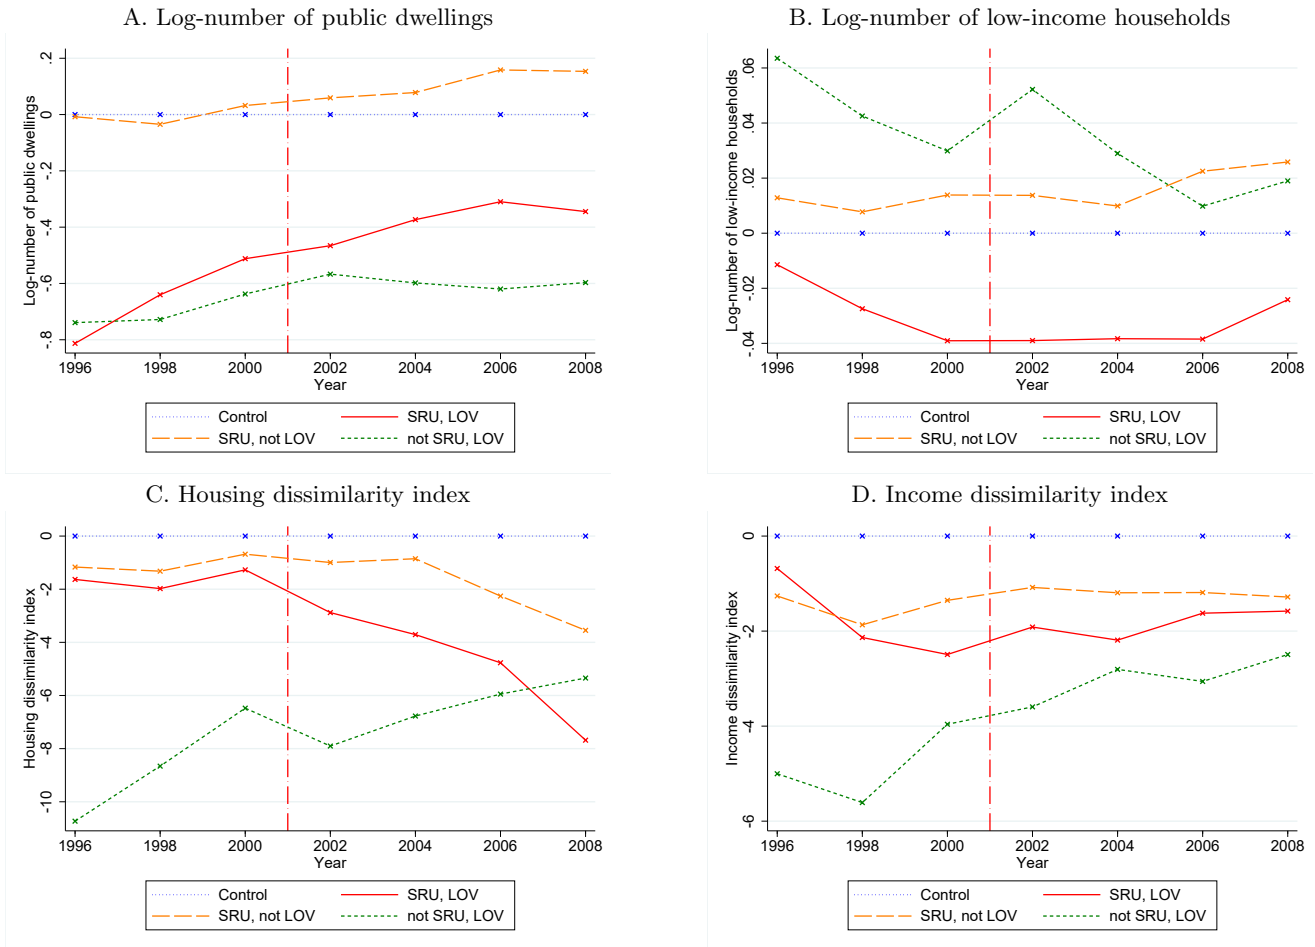 A. Log-number of public dwellings
Log-number of public dwellings
.2
0
-.2
-.4
-.6
-.8
1996 1998 2000 2002 2004 2006 2008
Year
Control SRU, LOV
SRU, not LOV not SRU, LOV
B. Log-number of low-income households
Log-number of low-income households
.06
.04
.02
0
-.02
-.04
1996 1998 2000 2002 2004 2006 2008
Year
Control SRU, LOV
SRU, not LOV not SRU, LOV
C. Housing dissimilarity index
Housing dissimilarity index
0
-2
-4
-6
-8
-10
1996 1998 2000 2002 2004 2006 2008
Year
Control SRU, LOV
SRU, not LOV not SRU, LOV
D. Income dissimilarity index
Income dissimilarity index
0
-2
-4
-6
1996 1998 2000 2002 2004 2006 2008
Year
Control SRU, LOV
SRU, not LOV not SRU, LOV